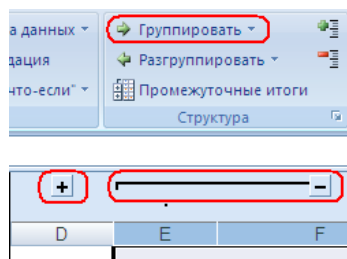 а данных
Группировать
дация
Разгруппировать
что-если"
Промежуточные итоги
Структура
D E F